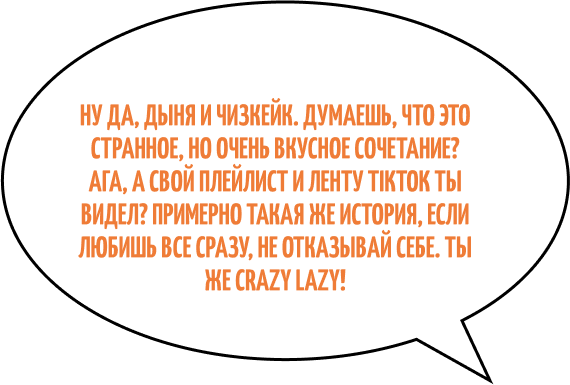 НУ ДА, ДЫНЯ И ЧИЗКЕЙК. ДУМАЕШЬ, ЧТО ЭТО
СТРАННОЕ, НО ОЧЕНЬ ВКУСНОЕ СОЧЕТАНИЕ?
АГА, А СВОЙ ПЛЕЙЛИСТ И ЛЕНТУ TIKTOK ТЫ
ВИДЕЛ? ПРИМЕРНО ТАКАЯ ЖЕ ИСТОРИЯ, ЕСЛИ
ЛЮБИШЬ ВСЕ СРАЗУ, НЕ ОТКАЗЫВАЙ СЕБЕ. ТЫ
ЖЕ CRAZY LAZY!